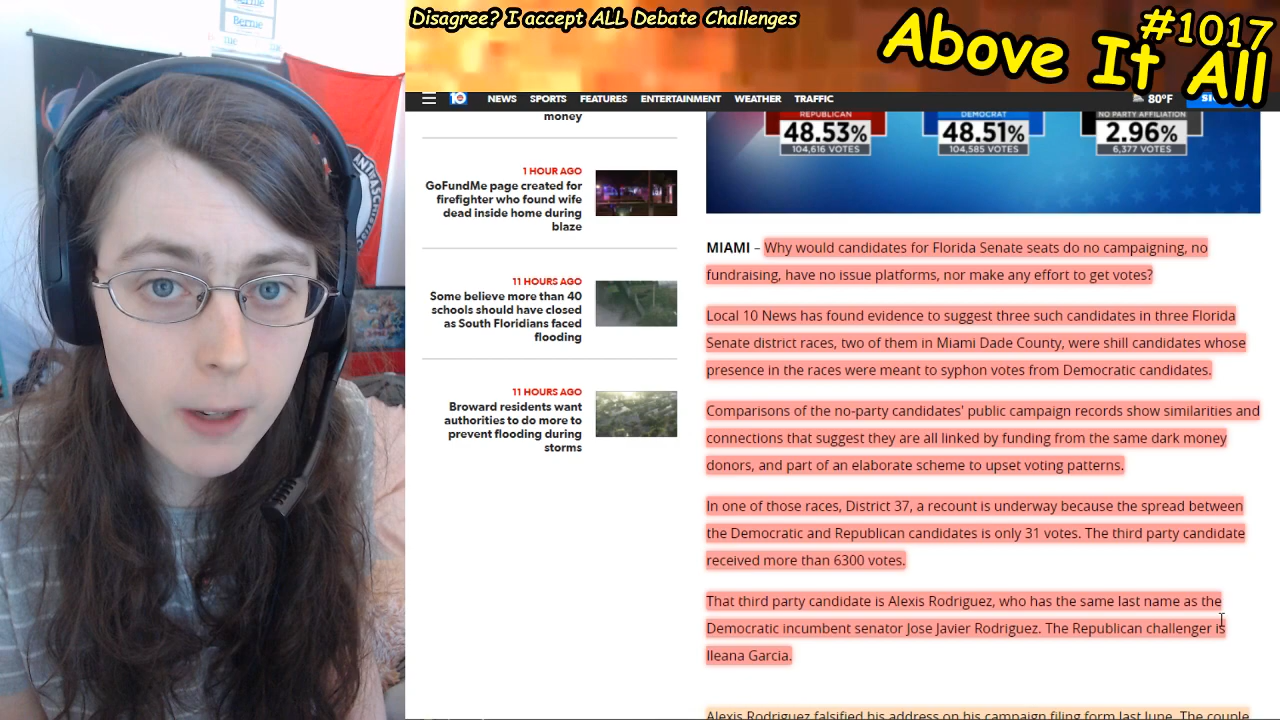 Bernie
Disagree? I accept ALL Debate Challenges
#1017
Above It All
10 NEWS SPORTS FEATURES ENTERTAINMENT WEATHER TRAFFIC
80°F
money
1 HOUR AGO
GoFundMe page created for
firefighter who found wife
dead inside home during
blaze
11 HOURS AGO
Some believe more than 40
schools should have closed
as South Floridians faced
flooding
11 HOURS AGO
Broward residents want
authorities to do more to
prevent flooding during
storms
REPUBLICAN
48.53%
104,616 VOTES
DEMOCRAT
48.51%
104,585 VOTES
NO PARTY AFFILIATION
2.96%
6,377 VOTES
MIAMI – Why would candidates for Florida Senate seats do no campaigning, no
fundraising, have no issue platforms, nor make any effort to get votes?
Local 10 News has found evidence to suggest three such candidates in three Florida
Senate district races, two of them in Miami Dade County, were shill candidates whose
presence in the races were meant to syphon votes from Democratic candidates.
Comparisons of the no-party candidates' public campaign records show similarities and
connections that suggest they are all linked by funding from the same dark money
donors, and part of an elaborate scheme to upset voting patterns.
In one of those races, District 37, a recount is underway because the spread between
the Democratic and Republican candidates is only 31 votes. The third party candidate
received more than 6300 votes.
That third party candidate is Alexis Rodriguez, who has the same last name as the
Democratic incumbent senator Jose Javier Rodriguez. The Republican challenger is
Ileana Garcia.
Alexis Rodriguez falsified his address on his campaign filing form last June. The couple